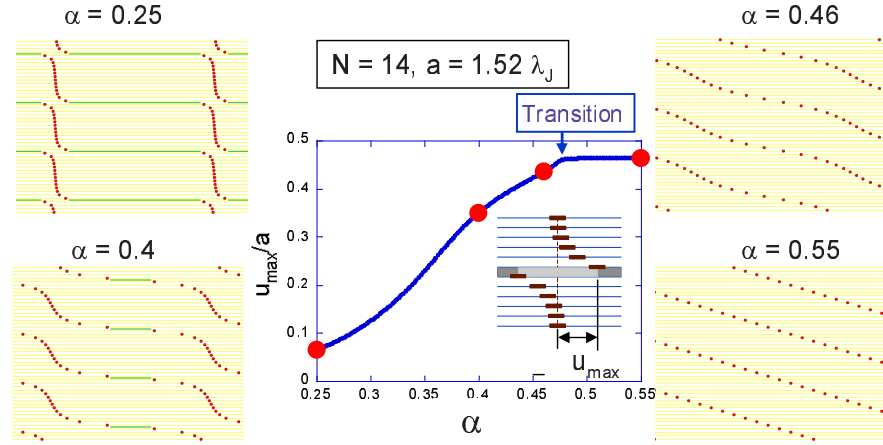 α = 0.25
α = 0.46
N = 14, a = 1.52 λJ
Transition
0.5
0.4
0.3
0.2
0.1
0
umax/a
0.25
0.3
0.35
0.4
0.45
0.5
0.55
α
umax
α = 0.4
α = 0.55